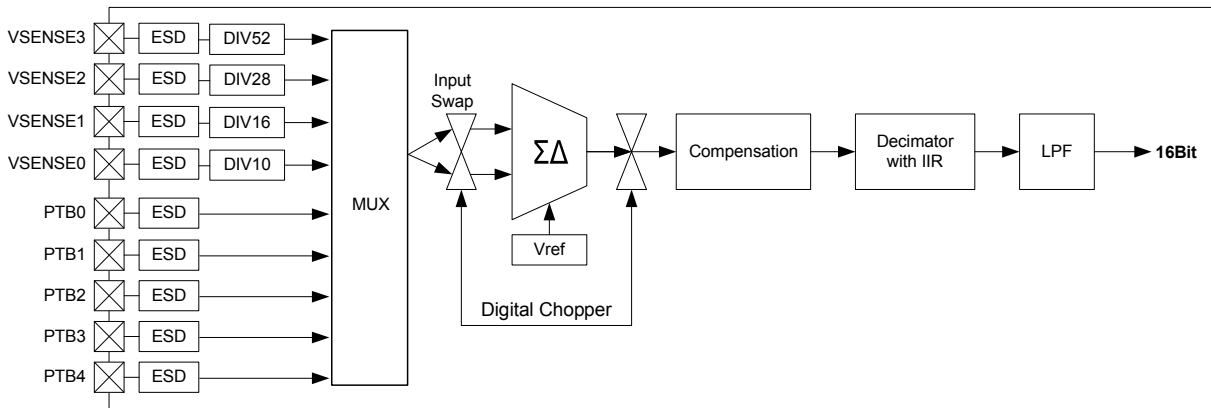 VSENSE3 ESD DIV52
VSENSE2 ESD DIV28
VSENSE1 ESD DIV16
VSENSE0 ESD DIV10
PTB0 ESD
PTB1 ESD
PTB2 ESD
PTB3 ESD
PTB4 ESD
MUX
Input
Swap
ΣΔ
Vref
Digital Chopper
Compensation
Decimator
with IIR
LPF
16Bit